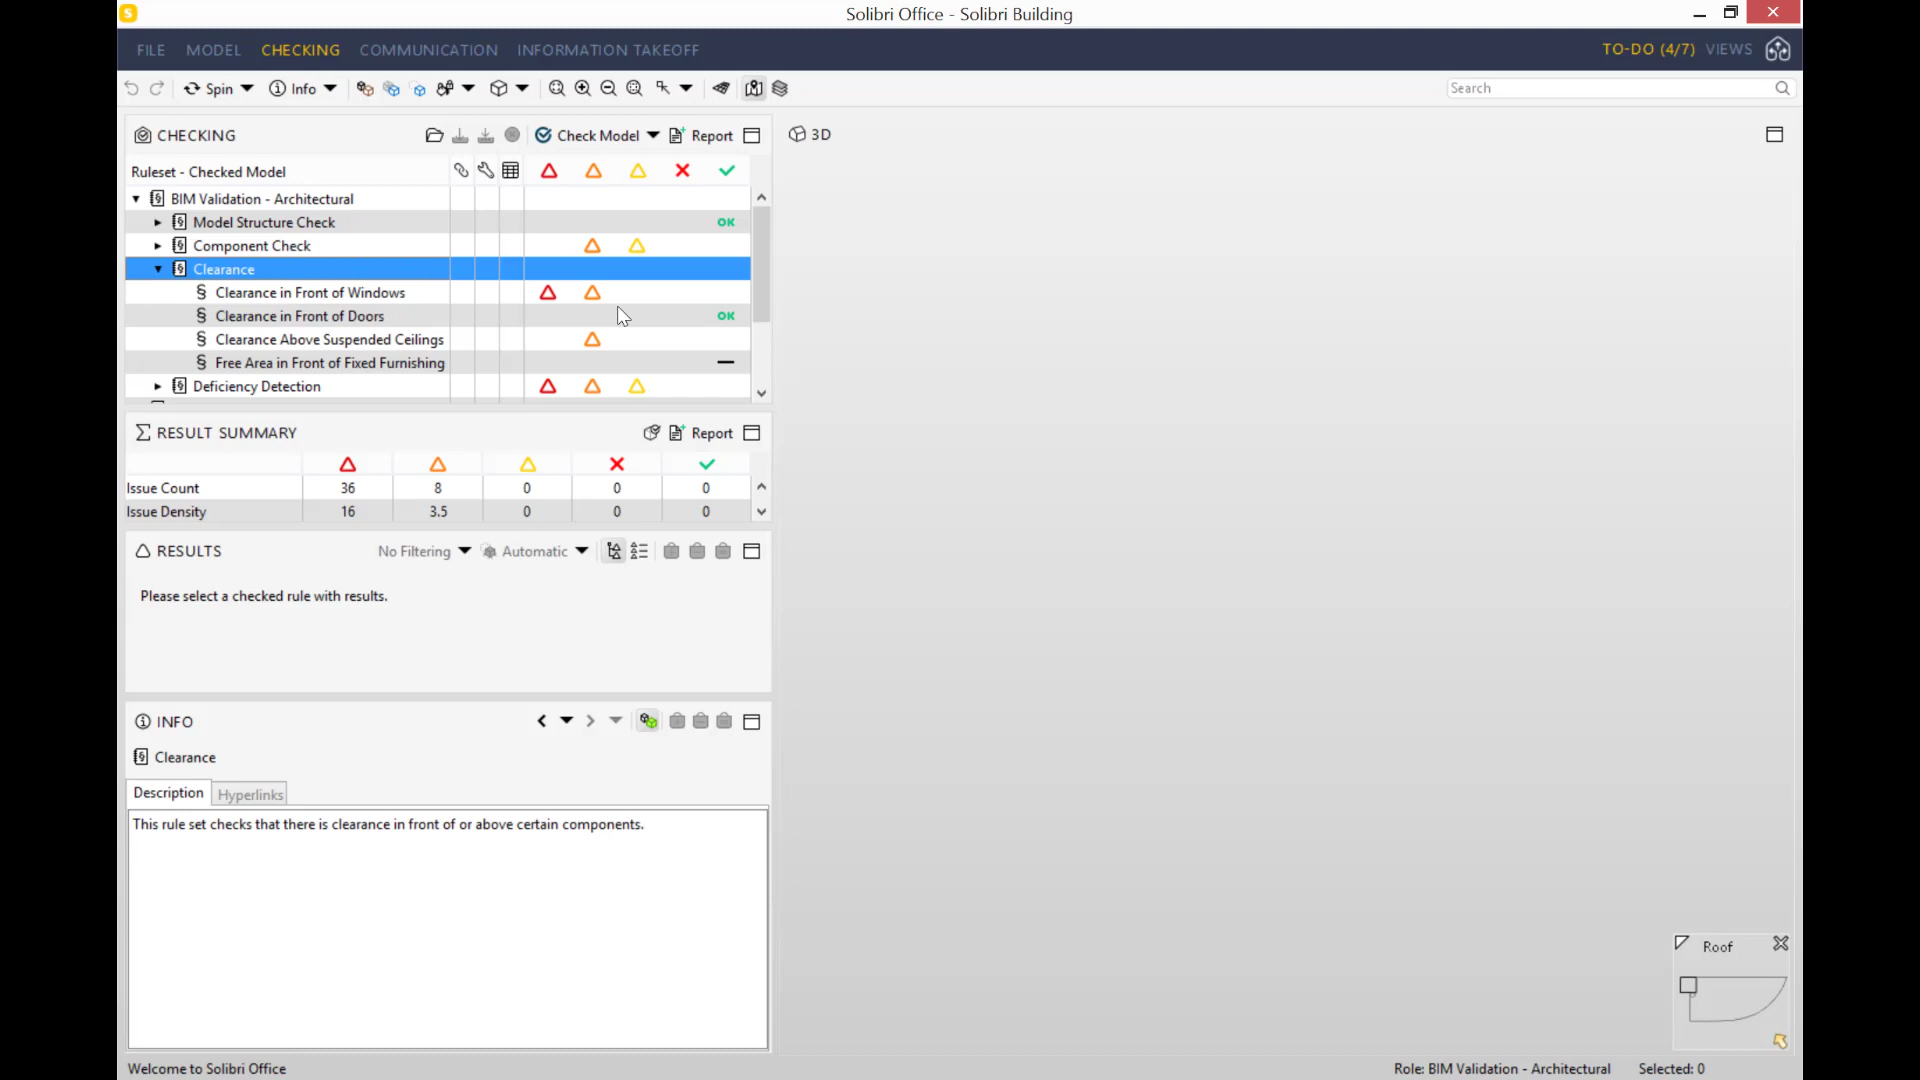 S
Solibri Office - Solibri Building
FILE MODEL CHECKING COMMUNICATION INFORMATION TAKEOFF
TO-DO (4/7) VIEWS
Spin Info
Search
CHECKING Check Model Report
3D
Ruleset - Checked Model
§ BIM Validation - Architectural
§ Model Structure Check OK
§ Component Check
§ Clearance
§ Clearance in Front of Windows
§ Clearance in Front of Doors OK
§ Clearance Above Suspended Ceilings
§ Free Area in Front of Fixed Furnishing —
§ Deficiency Detection
∑ RESULT SUMMARY Report
Issue Count 36 8 0 0 0
Issue Density 16 3.5 0 0 0
RESULTS No Filtering Automatic
Please select a checked rule with results.
INFO
§ Clearance
Description Hyperlinks
This rule set checks that there is clearance in front of or above certain components.
Roof
Welcome to Solibri Office
Role: BIM Validation - Architectural Selected: 0